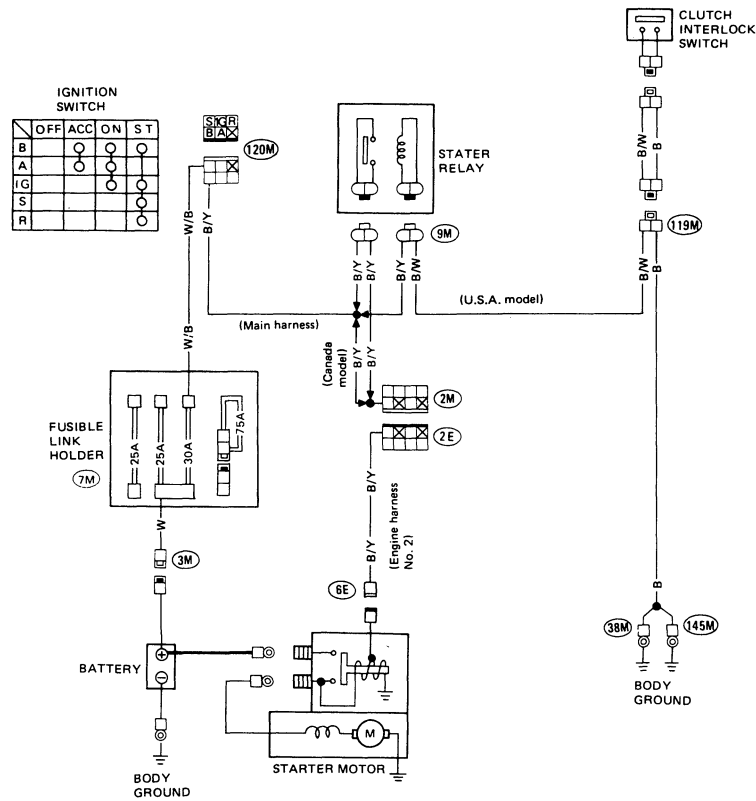 CLUTCH
INTERLOCK
SWITCH
IGNITION
SWITCH
OFF ACC ON ST
B
A
IG
S
R
S IG R
B A
120M
STATER
RELAY
9M
119M
B/W
B
W/B
B/Y
B/Y
B/Y
B/Y
B/W
B/W
B
(U.S.A. model)
(Main harness)
W/B
(Canada
model)
B/Y
B/Y
2M
2E
FUSIBLE
LINK
HOLDER
7M
25A
25A
30A
75A
B/Y
B/Y
(Engine harness
No. 2)
W
3M
6E
B
38M
145M
BODY
GROUND
BATTERY
+
−
M
STARTER MOTOR
BODY
GROUND